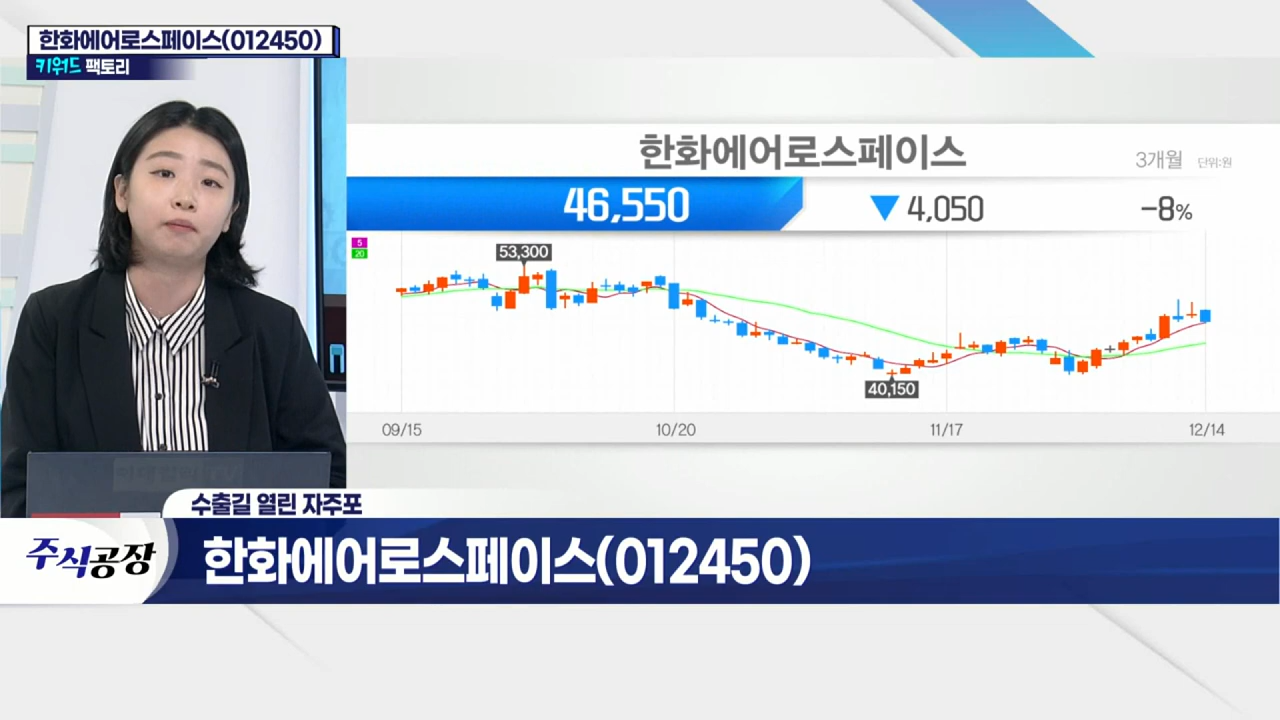 한화에어로스페이스(012450)
키워드 팩토리
한화에어로스페이스
3개월 단위:원
46,550 ▼ 4,050 -8%
5
20
53,300
40,150
09/15 10/20 11/17 12/14
수출길 열린 자주포
주식공장
한화에어로스페이스(012450)